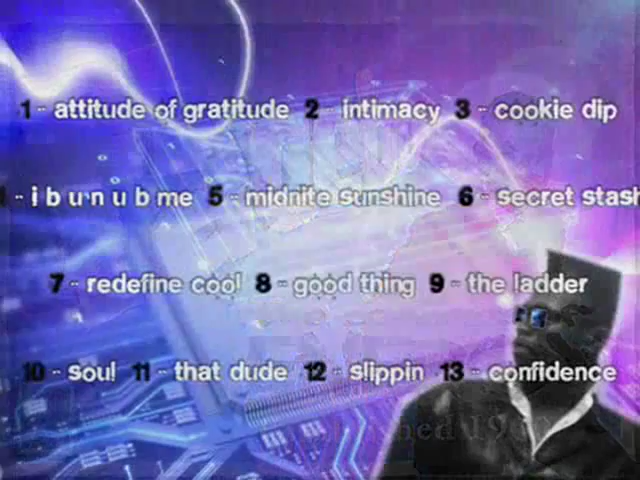 1 - attitude of gratitude 2 - intimacy 3 - cookie dip
4 - i b u n u b me 5 - midnite sunshine 6 - secret stash
7 - redefine cool 8 - good thing 9 - the ladder
10 - soul 11 - that dude 12 - slippin 13 - confidence